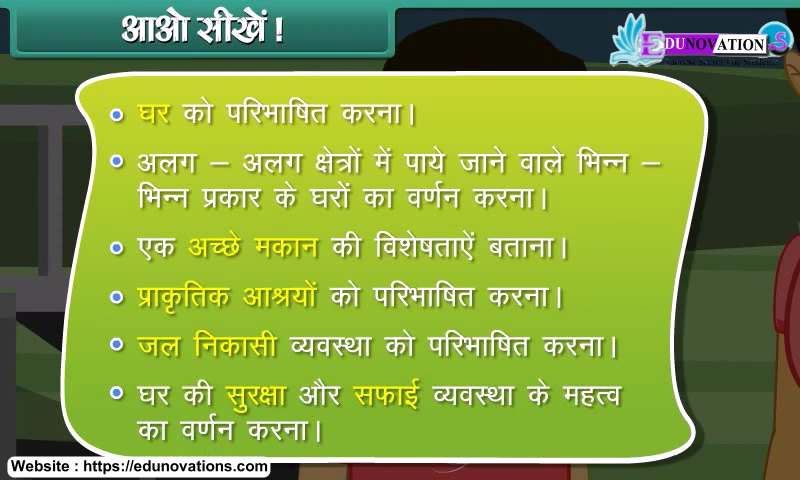 आओ सीखें!
EDUNOVATION.S
घर को परिभाषित करना।
अलग – अलग क्षेत्रों में पाये जाने वाले भिन्न –
भिन्न प्रकार के घरों का वर्णन करना।
एक अच्छे मकान की विशेषताऐं बताना।
प्राकृतिक आश्रयों को परिभाषित करना।
जल निकासी व्यवस्था को परिभाषित करना।
घर की सुरक्षा और सफाई व्यवस्था के महत्व
का वर्णन करना।
Website : https://edunovations.com